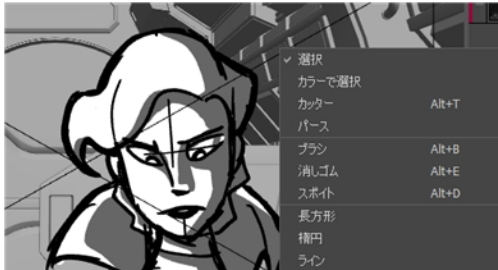 ✓ 選択
カラーで選択
カッター Alt+T
パース
ブラシ Alt+B
消しゴム Alt+E
スポイト Alt+D
長方形
楕円
ライン